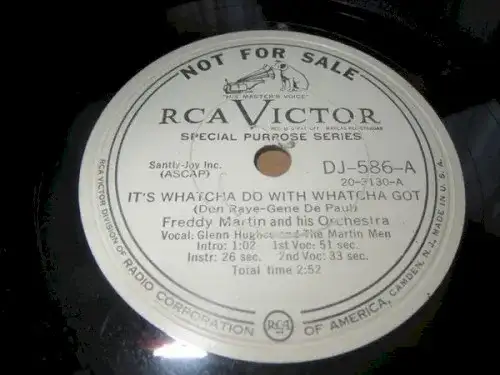 NOT FOR SALE
"HIS MASTER'S VOICE"
RCA VICTOR
SPECIAL PURPOSE SERIES
Santly-Joy Inc.
(ASCAP)
DJ-586-A
20-3130-A
IT'S WHATCHA DO WITH WHATCHA GOT
(Don Raye-Gene De Paul)
Freddy Martin and his Orchestra
Vocal: Glenn Hughes and The Martin Men
Intro: 1:02 1st Voc: 51 sec.
Instr: 26 sec. 2nd Voc: 33 sec.
Total time 2:52
RCA VICTOR DIVISION OF RADIO CORPORATION OF AMERICA, CAMDEN, N.J. MADE IN U.S.A.
RCA